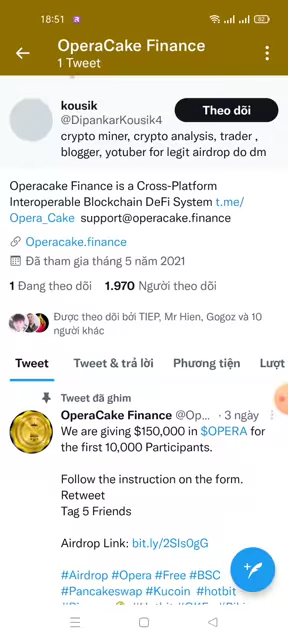 18:51
62
OperaCake Finance
1 Tweet
kousik
@DipankarKousik4
Theo dõi
crypto miner, crypto analysis, trader ,
blogger, yotuber for legit airdrop do dm
Operacake Finance is a Cross-Platform
Interoperable Blockchain DeFi System t.me/
Opera_Cake support@operacake.finance
Operacake.finance
Đã tham gia tháng 5 năm 2021
1 Đang theo dõi 1.970 Người theo dõi
Được theo dõi bởi TIEP, Mr Hien, Gogoz và 10
người khác
Tweet Tweet & trả lời Phương tiện Lượt
Tweet đã ghim
OperaCake Finance @Op... · 3 ngày
We are giving $150,000 in $OPERA for
the first 10,000 Participants.
Follow the instruction on the form.
Retweet
Tag 5 Friends
Airdrop Link: bit.ly/2SIs0gG
#Airdrop #Opera #Free #BSC
#Pancakeswap #Kucoin #hotbit